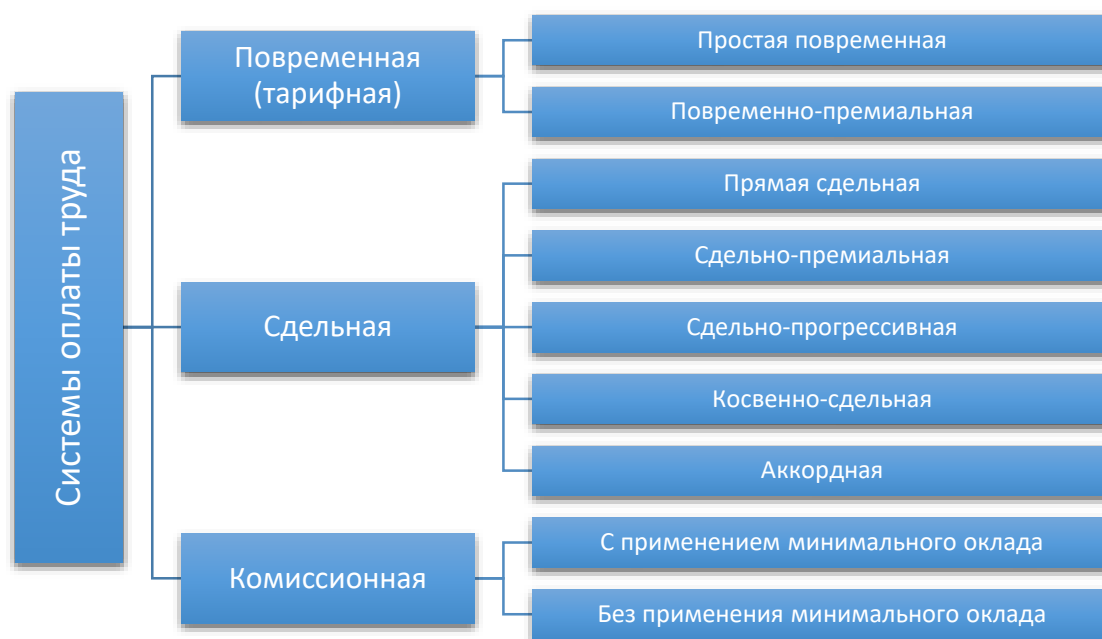 Системы оплаты труда
Повременная
(тарифная)
Простая повременная
Повременно-премиальная
Сдельная
Прямая сдельная
Сдельно-премиальная
Сдельно-прогрессивная
Косвенно-сдельная
Аккордная
Комиссионная
С применением минимального оклада
Без применения минимального оклада